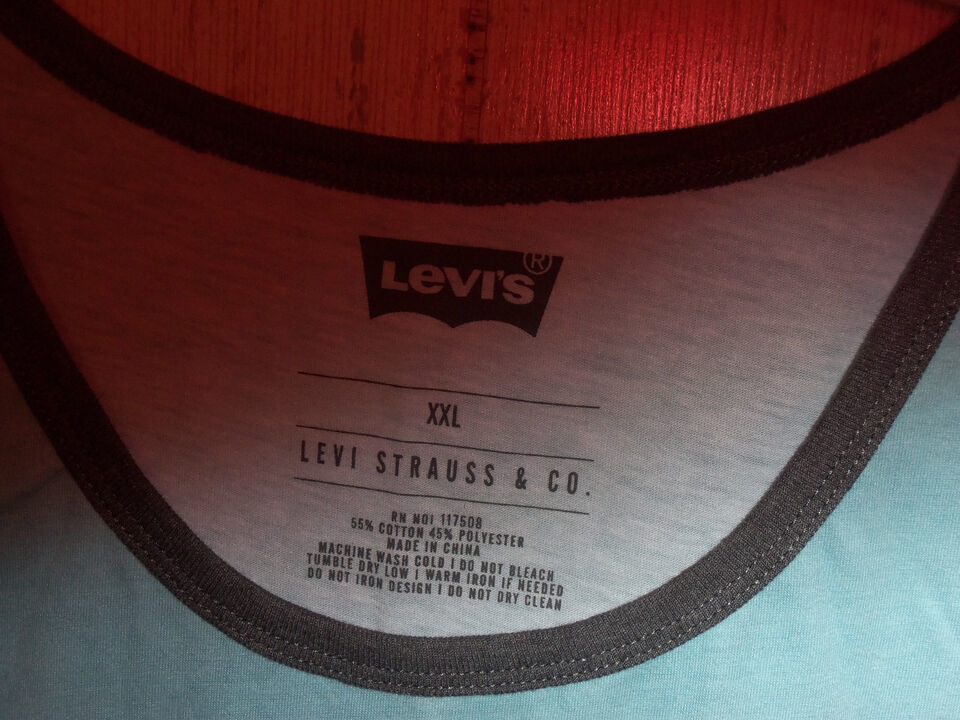 LEVI'S®
XXL
LEVI STRAUSS & CO.
RN NO| 117508
55% COTTON 45% POLYESTER
MADE IN CHINA
MACHINE WASH COLD | DO NOT BLEACH
TUMBLE DRY LOW | WARM IRON IF NEEDED
DO NOT IRON DESIGN | DO NOT DRY CLEAN